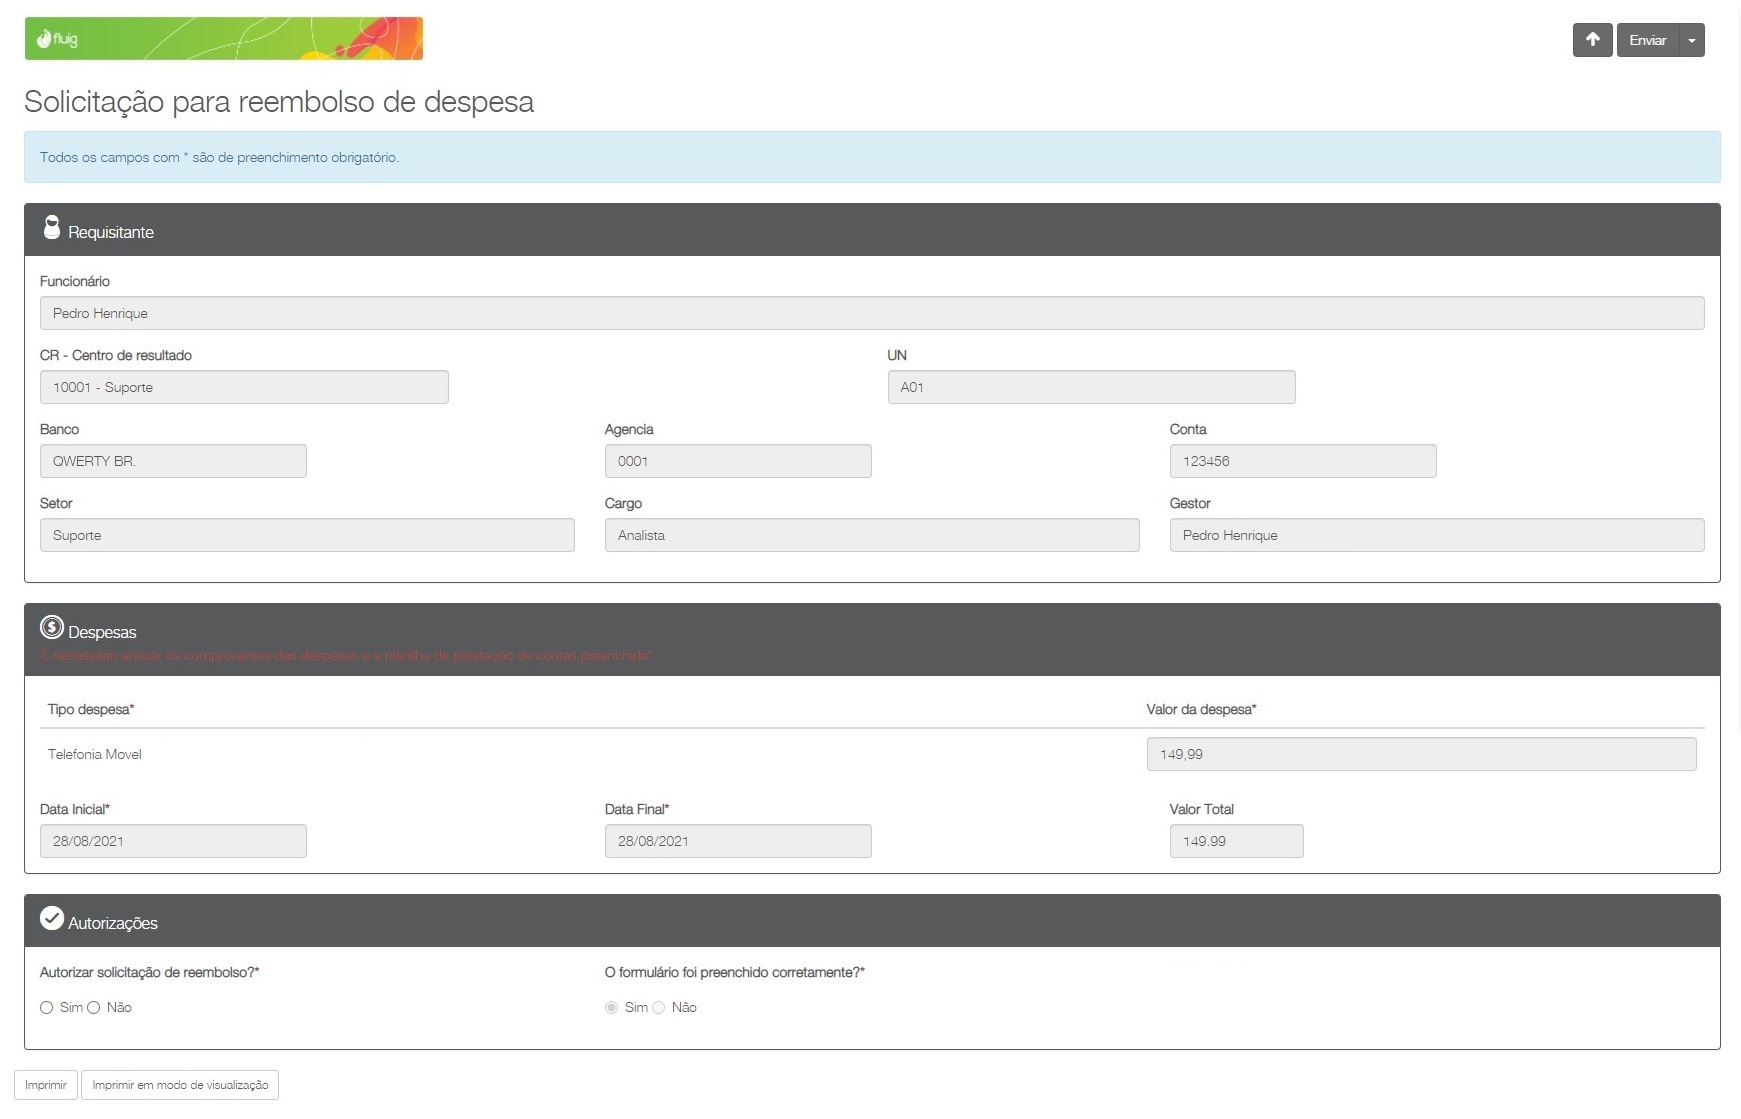 fluig
Enviar
Solicitação para reembolso de despesa
Todos os campos com * são de preenchimento obrigatório.
Requisitante
Funcionário
Pedro Henrique
CR - Centro de resultado UN
10001 - Suporte A01
Banco Agencia Conta
QWERTY BR. 0001 123456
Setor Cargo Gestor
Suporte Analista Pedro Henrique
Despesas
É necessário anexar os comprovantes das despesas e a planilha de prestação de contas preenchida*
Tipo despesa* Valor da despesa*
Telefonia Movel 149,99
Data Inicial* Data Final* Valor Total
28/08/2021 28/08/2021 149.99
Autorizações
Autorizar solicitação de reembolso?* O formulário foi preenchido corretamente?*
Sim Não Sim Não
Imprimir Imprimir em modo de visualização